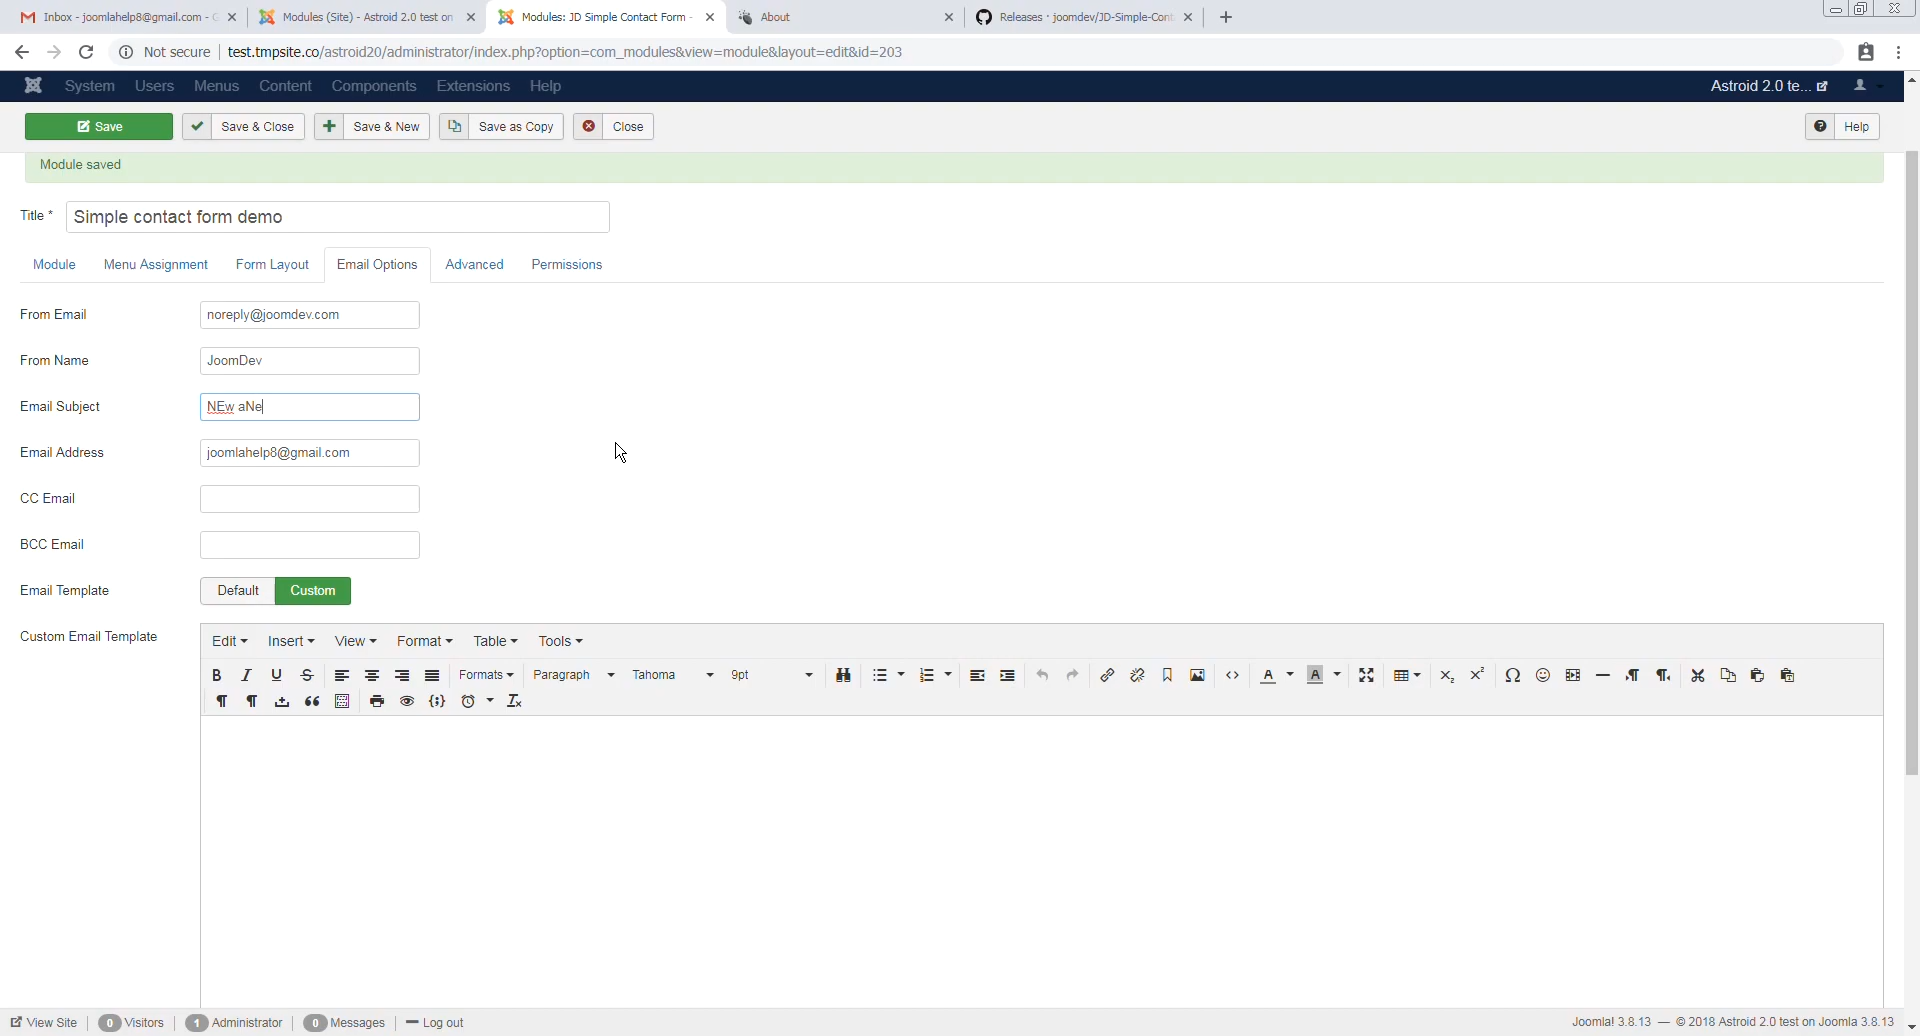 Inbox - joomlahelp8@gmail.com - G
Modules (Site) - Astroid 2.0 test on
Modules: JD Simple Contact Form -
About
Releases · joomdev/JD-Simple-Cont
Not secure
test.tmpsite.co/astroid20/administrator/index.php?option=com_modules&view=module&layout=edit&id=203
System
Users
Menus
Content
Components
Extensions
Help
Astroid 2.0 te...
Save
Save & Close
Save & New
Save as Copy
Close
Help
Module saved
Title *
Simple contact form demo
Module
Menu Assignment
Form Layout
Email Options
Advanced
Permissions
From Email
noreply@joomdev.com
From Name
JoomDev
Email Subject
NEw aNe
Email Address
joomlahelp8@gmail.com
CC Email
BCC Email
Email Template
Default
Custom
Custom Email Template
Edit
Insert
View
Format
Table
Tools
Formats
Paragraph
Tahoma
9pt
View Site
0 Visitors
1 Administrator
0 Messages
Log out
Joomla! 3.8.13 — © 2018 Astroid 2.0 test on Joomla 3.8.13